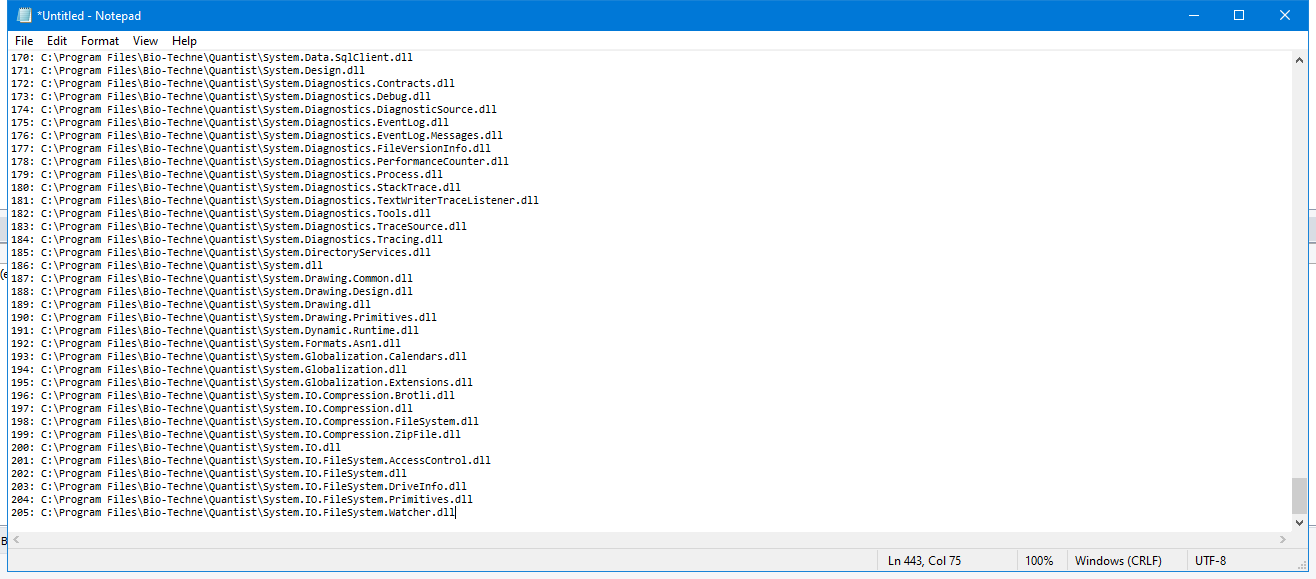 *Untitled - Notepad
File Edit Format View Help
170: C:\Program Files\Bio-Techne\Quantist\System.Data.SqlClient.dll
171: C:\Program Files\Bio-Techne\Quantist\System.Design.dll
172: C:\Program Files\Bio-Techne\Quantist\System.Diagnostics.Contracts.dll
173: C:\Program Files\Bio-Techne\Quantist\System.Diagnostics.Debug.dll
174: C:\Program Files\Bio-Techne\Quantist\System.Diagnostics.DiagnosticSource.dll
175: C:\Program Files\Bio-Techne\Quantist\System.Diagnostics.EventLog.dll
176: C:\Program Files\Bio-Techne\Quantist\System.Diagnostics.EventLog.Messages.dll
177: C:\Program Files\Bio-Techne\Quantist\System.Diagnostics.FileVersionInfo.dll
178: C:\Program Files\Bio-Techne\Quantist\System.Diagnostics.PerformanceCounter.dll
179: C:\Program Files\Bio-Techne\Quantist\System.Diagnostics.Process.dll
180: C:\Program Files\Bio-Techne\Quantist\System.Diagnostics.StackTrace.dll
181: C:\Program Files\Bio-Techne\Quantist\System.Diagnostics.TextWriterTraceListener.dll
182: C:\Program Files\Bio-Techne\Quantist\System.Diagnostics.Tools.dll
183: C:\Program Files\Bio-Techne\Quantist\System.Diagnostics.TraceSource.dll
184: C:\Program Files\Bio-Techne\Quantist\System.Diagnostics.Tracing.dll
185: C:\Program Files\Bio-Techne\Quantist\System.DirectoryServices.dll
186: C:\Program Files\Bio-Techne\Quantist\System.dll
187: C:\Program Files\Bio-Techne\Quantist\System.Drawing.Common.dll
188: C:\Program Files\Bio-Techne\Quantist\System.Drawing.Design.dll
189: C:\Program Files\Bio-Techne\Quantist\System.Drawing.dll
190: C:\Program Files\Bio-Techne\Quantist\System.Drawing.Primitives.dll
191: C:\Program Files\Bio-Techne\Quantist\System.Dynamic.Runtime.dll
192: C:\Program Files\Bio-Techne\Quantist\System.Formats.Asn1.dll
193: C:\Program Files\Bio-Techne\Quantist\System.Globalization.Calendars.dll
194: C:\Program Files\Bio-Techne\Quantist\System.Globalization.dll
195: C:\Program Files\Bio-Techne\Quantist\System.Globalization.Extensions.dll
196: C:\Program Files\Bio-Techne\Quantist\System.IO.Compression.Brotli.dll
197: C:\Program Files\Bio-Techne\Quantist\System.IO.Compression.dll
198: C:\Program Files\Bio-Techne\Quantist\System.IO.Compression.FileSystem.dll
199: C:\Program Files\Bio-Techne\Quantist\System.IO.Compression.ZipFile.dll
200: C:\Program Files\Bio-Techne\Quantist\System.IO.dll
201: C:\Program Files\Bio-Techne\Quantist\System.IO.FileSystem.AccessControl.dll
202: C:\Program Files\Bio-Techne\Quantist\System.IO.FileSystem.dll
203: C:\Program Files\Bio-Techne\Quantist\System.IO.FileSystem.DriveInfo.dll
204: C:\Program Files\Bio-Techne\Quantist\System.IO.FileSystem.Primitives.dll
205: C:\Program Files\Bio-Techne\Quantist\System.IO.FileSystem.Watcher.dll
Ln 443, Col 75 100% Windows (CRLF) UTF-8